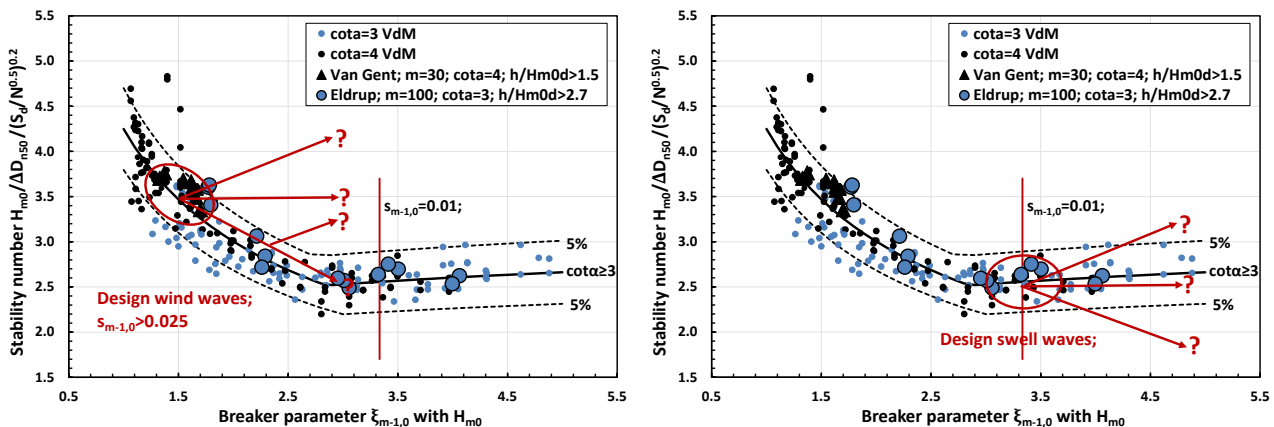 Stability number Hm0/ΔDn50/(Sd/N^0.5)^0.2
5.5
5.0
4.5
4.0
3.5
3.0
2.5
2.0
1.5
cota=3 VdM
cota=4 VdM
Van Gent; m=30; cota=4; h/Hm0d>1.5
Eldrup; m=100; cota=3; h/Hm0d>2.7
?
?
?
sm-1,0=0.01;
5%
cota≥3
5%
Design wind waves;
sm-1,0>0.025
0.5 1.5 2.5 3.5 4.5 5.5
Breaker parameter ξm-1,0 with Hm0
Stability number Hm0/ΔDn50/(Sd/N^0.5)^0.2
5.5
5.0
4.5
4.0
3.5
3.0
2.5
2.0
1.5
cota=3 VdM
cota=4 VdM
Van Gent; m=30; cota=4; h/Hm0d>1.5
Eldrup; m=100; cota=3; h/Hm0d>2.7
sm-1,0=0.01;
?
5%
cota≥3
?
5%
Design swell waves;
?
0.5 1.5 2.5 3.5 4.5 5.5
Breaker parameter ξm-1,0 with Hm0